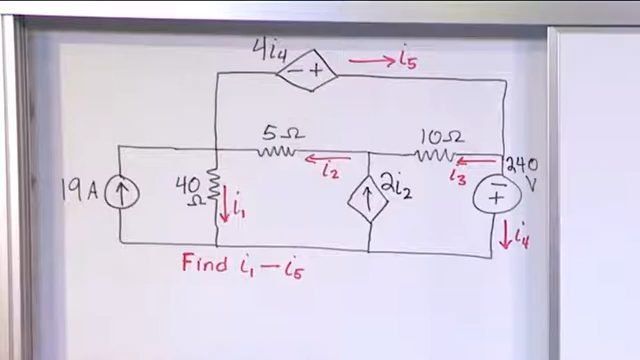 4i₄
− +
→ i₅
5Ω
10Ω
240
V
19A
40
Ω
i₁
i₂
2i₂
i₃
−
+
i₄
Find i₁ — i₅